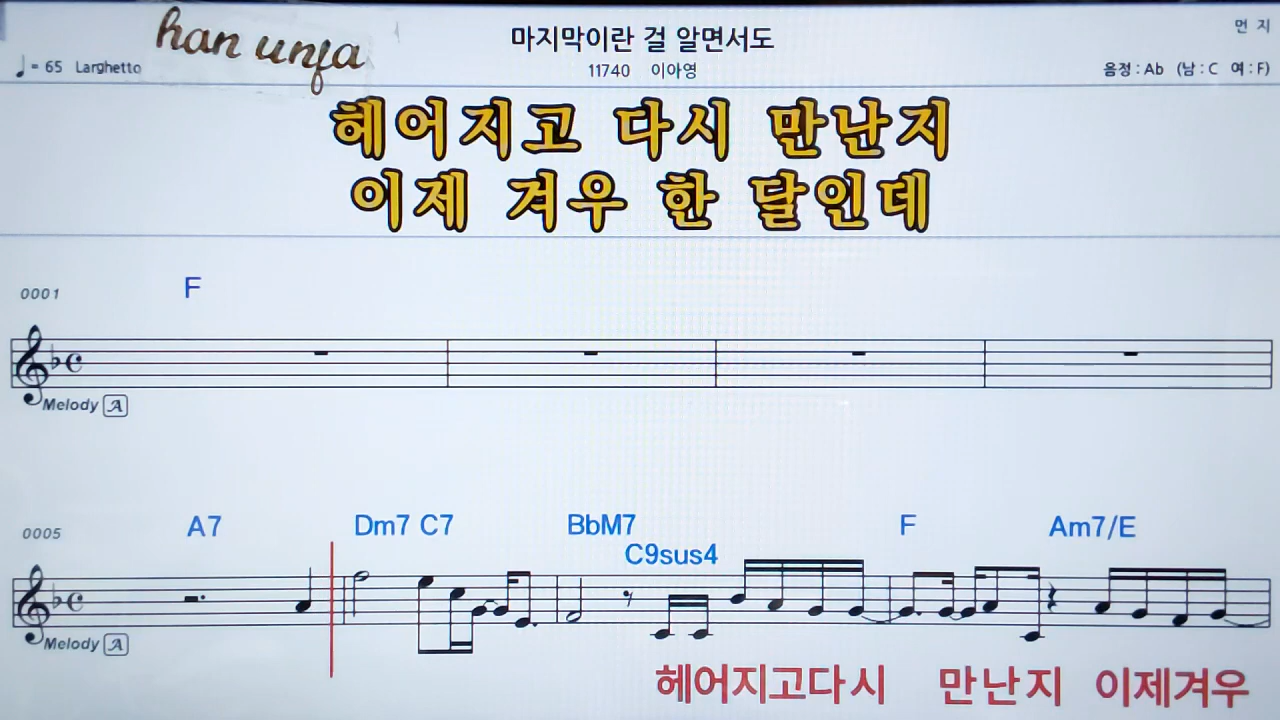 han unfa
마지막이란 걸 알면서도
먼 지
♩= 65 Larghetto
11740 이아영
음정 : Ab (남 : C 여 : F)
헤어지고 다시 만난지
이제 겨우 한 달인데
0001
F
Melody A
0005
A7 Dm7 C7 BbM7 F Am7/E
C9sus4
Melody A
헤어지고다시 만난지 이제겨우